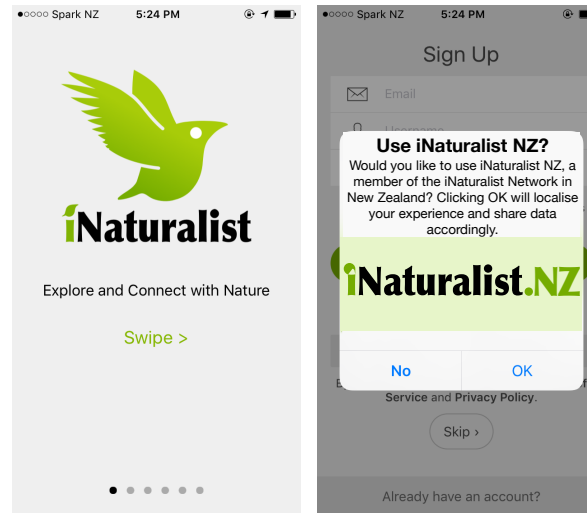 Spark NZ 5:24 PM
iNaturalist
Explore and Connect with Nature
Swipe >
Spark NZ 5:24 PM
Sign Up
Email
Username
Use iNaturalist NZ?
Would you like to use iNaturalist NZ, a
member of the iNaturalist Network in
New Zealand? Clicking OK will localise
your experience and share data
accordingly.
iNaturalist.NZ
No OK
Service and Privacy Policy.
Skip ›
Already have an account?